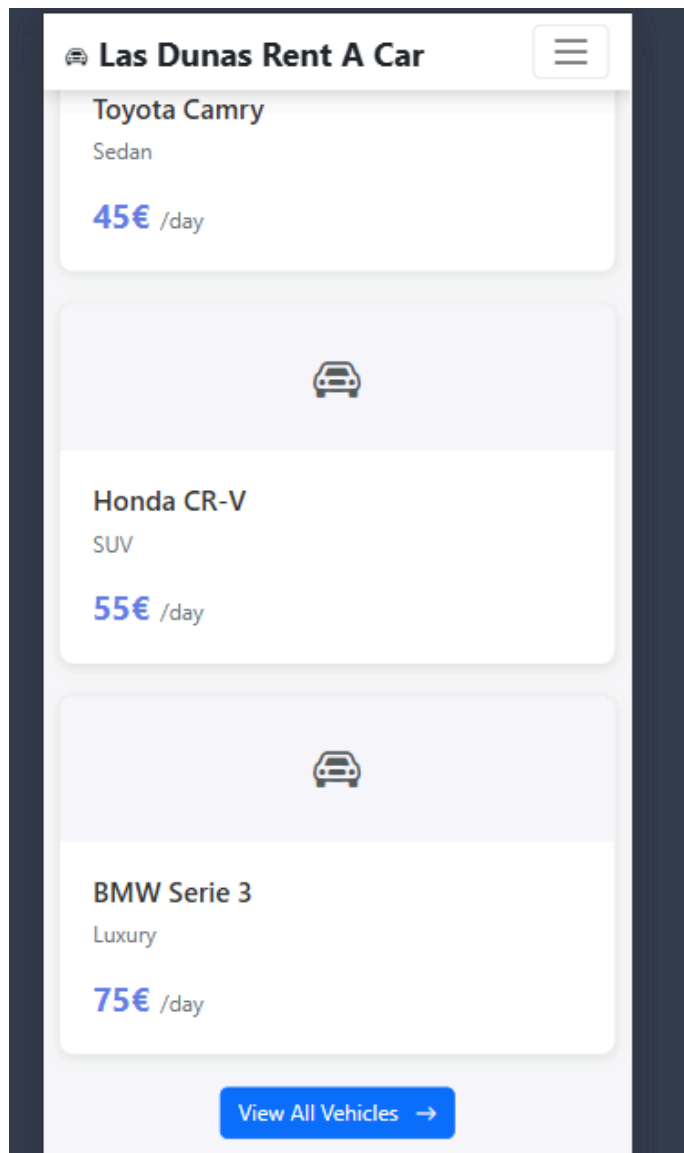 Las Dunas Rent A Car
Toyota Camry
Sedan
45€ /day
Honda CR-V
SUV
55€ /day
BMW Serie 3
Luxury
75€ /day
View All Vehicles →